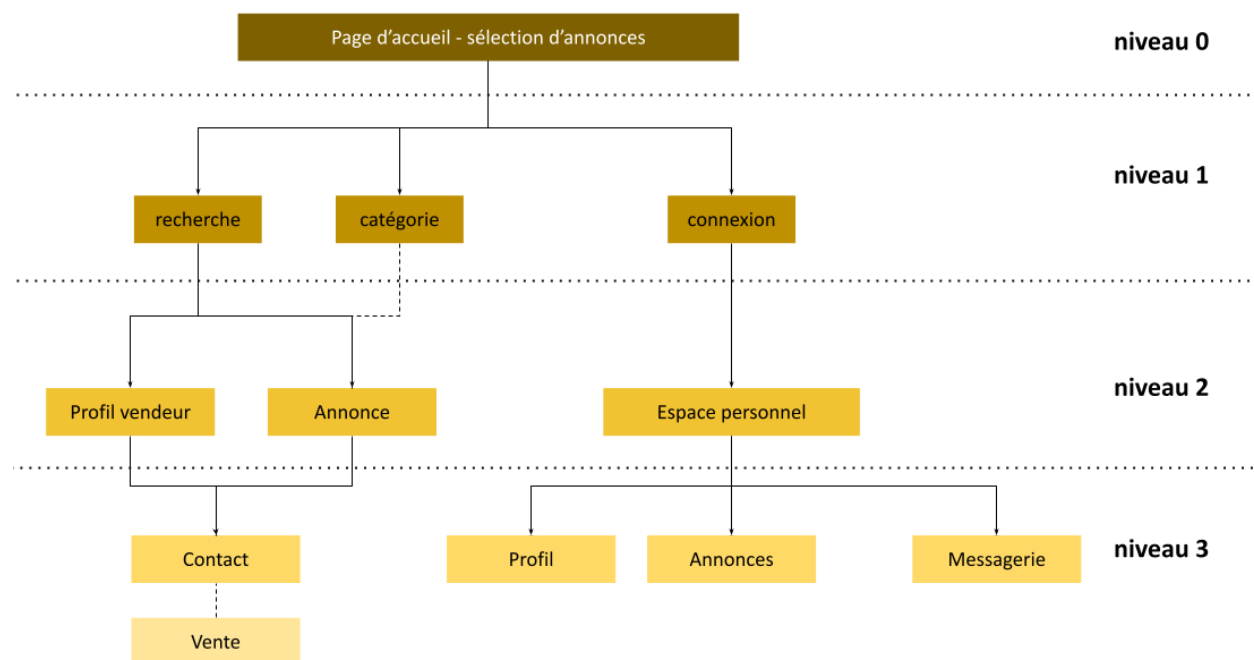 Page d’accueil - sélection d’annonces
niveau 0
recherche
catégorie
connexion
niveau 1
Profil vendeur
Annonce
Espace personnel
niveau 2
Contact
Profil
Annonces
Messagerie
niveau 3
Vente